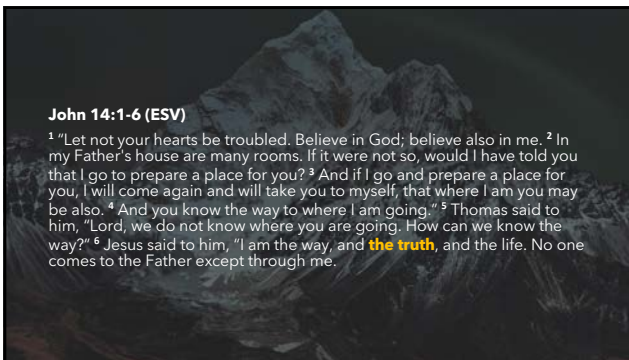 John 14:1-6 (ESV)
1 “Let not your hearts be troubled. Believe in God; believe also in me. 2 In
my Father's house are many rooms. If it were not so, would I have told you
that I go to prepare a place for you? 3 And if I go and prepare a place for
you, I will come again and will take you to myself, that where I am you may
be also. 4 And you know the way to where I am going.” 5 Thomas said to
him, “Lord, we do not know where you are going. How can we know the
way?” 6 Jesus said to him, “I am the way, and the truth, and the life. No one
comes to the Father except through me.